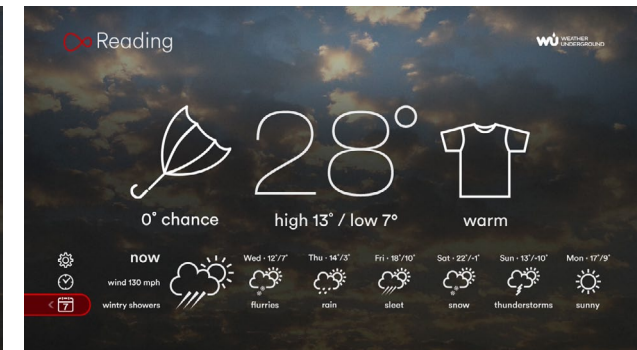 Reading
WU WEATHER
UNDERGROUND
28°
0° chance
high 13° / low 7°
warm
now
wind 130 mph
wintry showers
Wed · 12°/7°
flurries
Thu · 14°/3°
rain
Fri · 18°/10°
sleet
Sat · 22°/-1°
snow
Sun · 13°/-10°
thunderstorms
Mon · 17°/9°
sunny
7